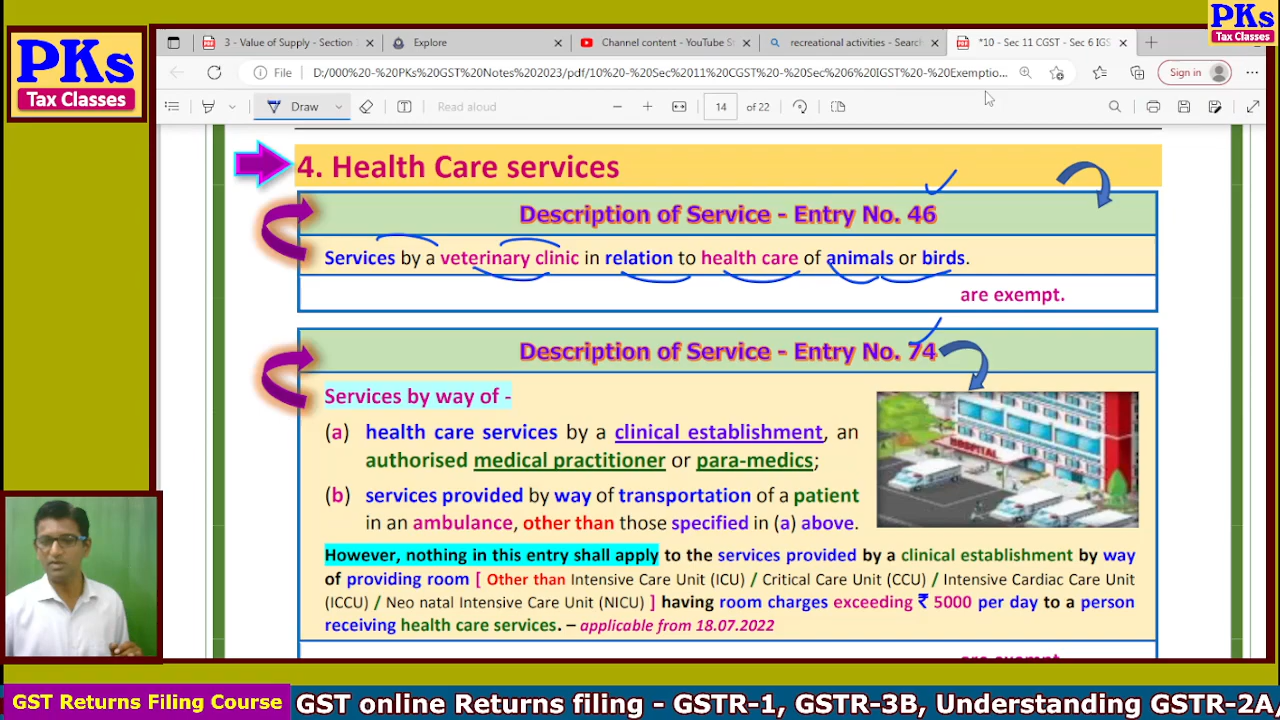 PKs
Tax Classes
PKs
Tax Classes
3 - Value of Supply - Section
Explore
Channel content - YouTube S
recreational activities - Search
*10 - Sec 11 CGST - Sec 6 IGS
File
D:/000%20-%20PKs%20GST%20Notes%202023/pdf/10%20-%20Sec%2011%20CGST%20-%20Sec%206%20IGST%20-%20Exemptio...
Sign in
Draw
Read aloud
14
of 22
4. Health Care services
Description of Service - Entry No. 46
Services by a veterinary clinic in relation to health care of animals or birds.
are exempt.
Description of Service - Entry No. 74
Services by way of -
(a) health care services by a clinical establishment, an
authorised medical practitioner or para-medics;
(b) services provided by way of transportation of a patient
in an ambulance, other than those specified in (a) above.
HOSPITAL
However, nothing in this entry shall apply to the services provided by a clinical establishment by way
of providing room [ Other than Intensive Care Unit (ICU) / Critical Care Unit (CCU) / Intensive Cardiac Care Unit
(ICCU) / Neo natal Intensive Care Unit (NICU) ] having room charges exceeding ₹ 5000 per day to a person
receiving health care services. – applicable from 18.07.2022
are exempt
GST Returns Filing Course
GST online Returns filing - GSTR-1, GSTR-3B, Understanding GSTR-2A,